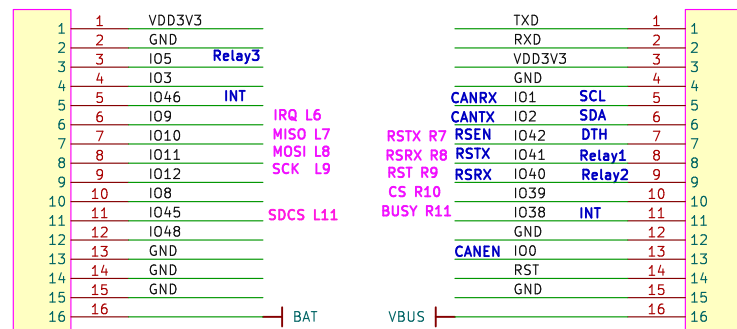 1 VDD3V3 TXD 1
1 2 GND RXD 2 1
2 3 IO5 Relay3 VDD3V3 3 2
3 4 IO3 GND 4 3
4 5 IO46 INT CANRX IO1 SCL 5 4
5 6 IO9 IRQ L6 CANTX IO2 SDA 6 5
6 7 IO10 MISO L7 RSTX R7 RSEN IO42 DTH 7 6
7 8 IO11 MOSI L8 RSRX R8 RSTX IO41 Relay1 8 7
8 9 IO12 SCK L9 RST R9 RSRX IO40 Relay2 9 8
9 10 IO8 CS R10 IO39 10 9
10 11 IO45 SDCS L11 BUSY R11 IO38 INT 11 10
11 12 IO48 GND 12 11
12 13 GND CANEN IO0 13 12
13 14 GND RST 14 13
14 15 GND GND 15 14
15 16 16 15
16 BAT VBUS 16